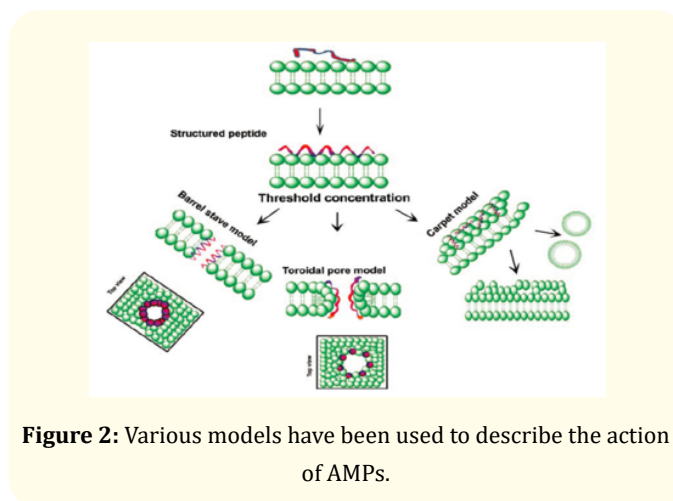 Structured peptide
Threshold concentration
Barrel stave model
Carpet model
Toroidal pore model
Top view
Top view
Figure 2: Various models have been used to describe the action
of AMPs.